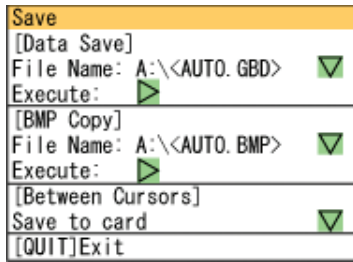 Save
[Data Save]
File Name: A:\<AUTO.GBD>
Execute:
[BMP Copy]
File Name: A:\<AUTO.BMP>
Execute:
[Between Cursors]
Save to card
[QUIT]Exit